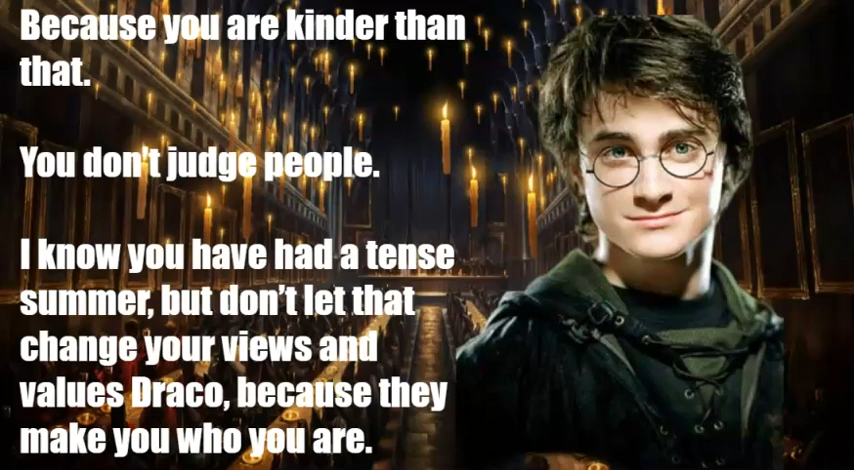 Because you are kinder than
that.
You don't judge people.
I know you have had a tense
summer, but don’t let that
change your views and
values Draco, because they
make you who you are.